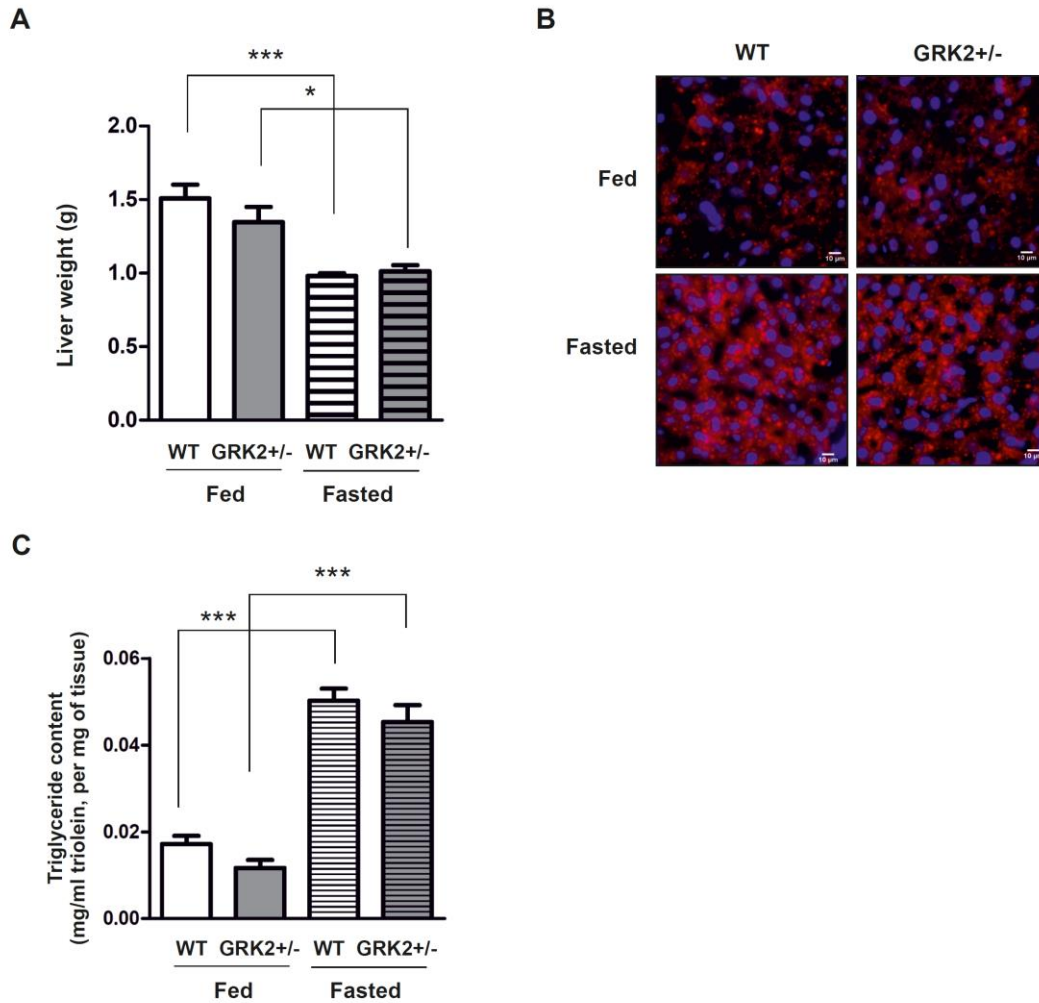 A
***
*
2.0
1.5
1.0
0.5
0.0
Liver weight (g)
WT GRK2+/- WT GRK2+/-
Fed Fasted
B
WT GRK2+/-
Fed
10 µm 10 µm
Fasted
10 µm 10 µm
C
***
***
0.06
0.04
0.02
0.00
Triglyceride content
(mg/ml triolein, per mg of tissue)
WT GRK2+/- WT GRK2+/-
Fed Fasted